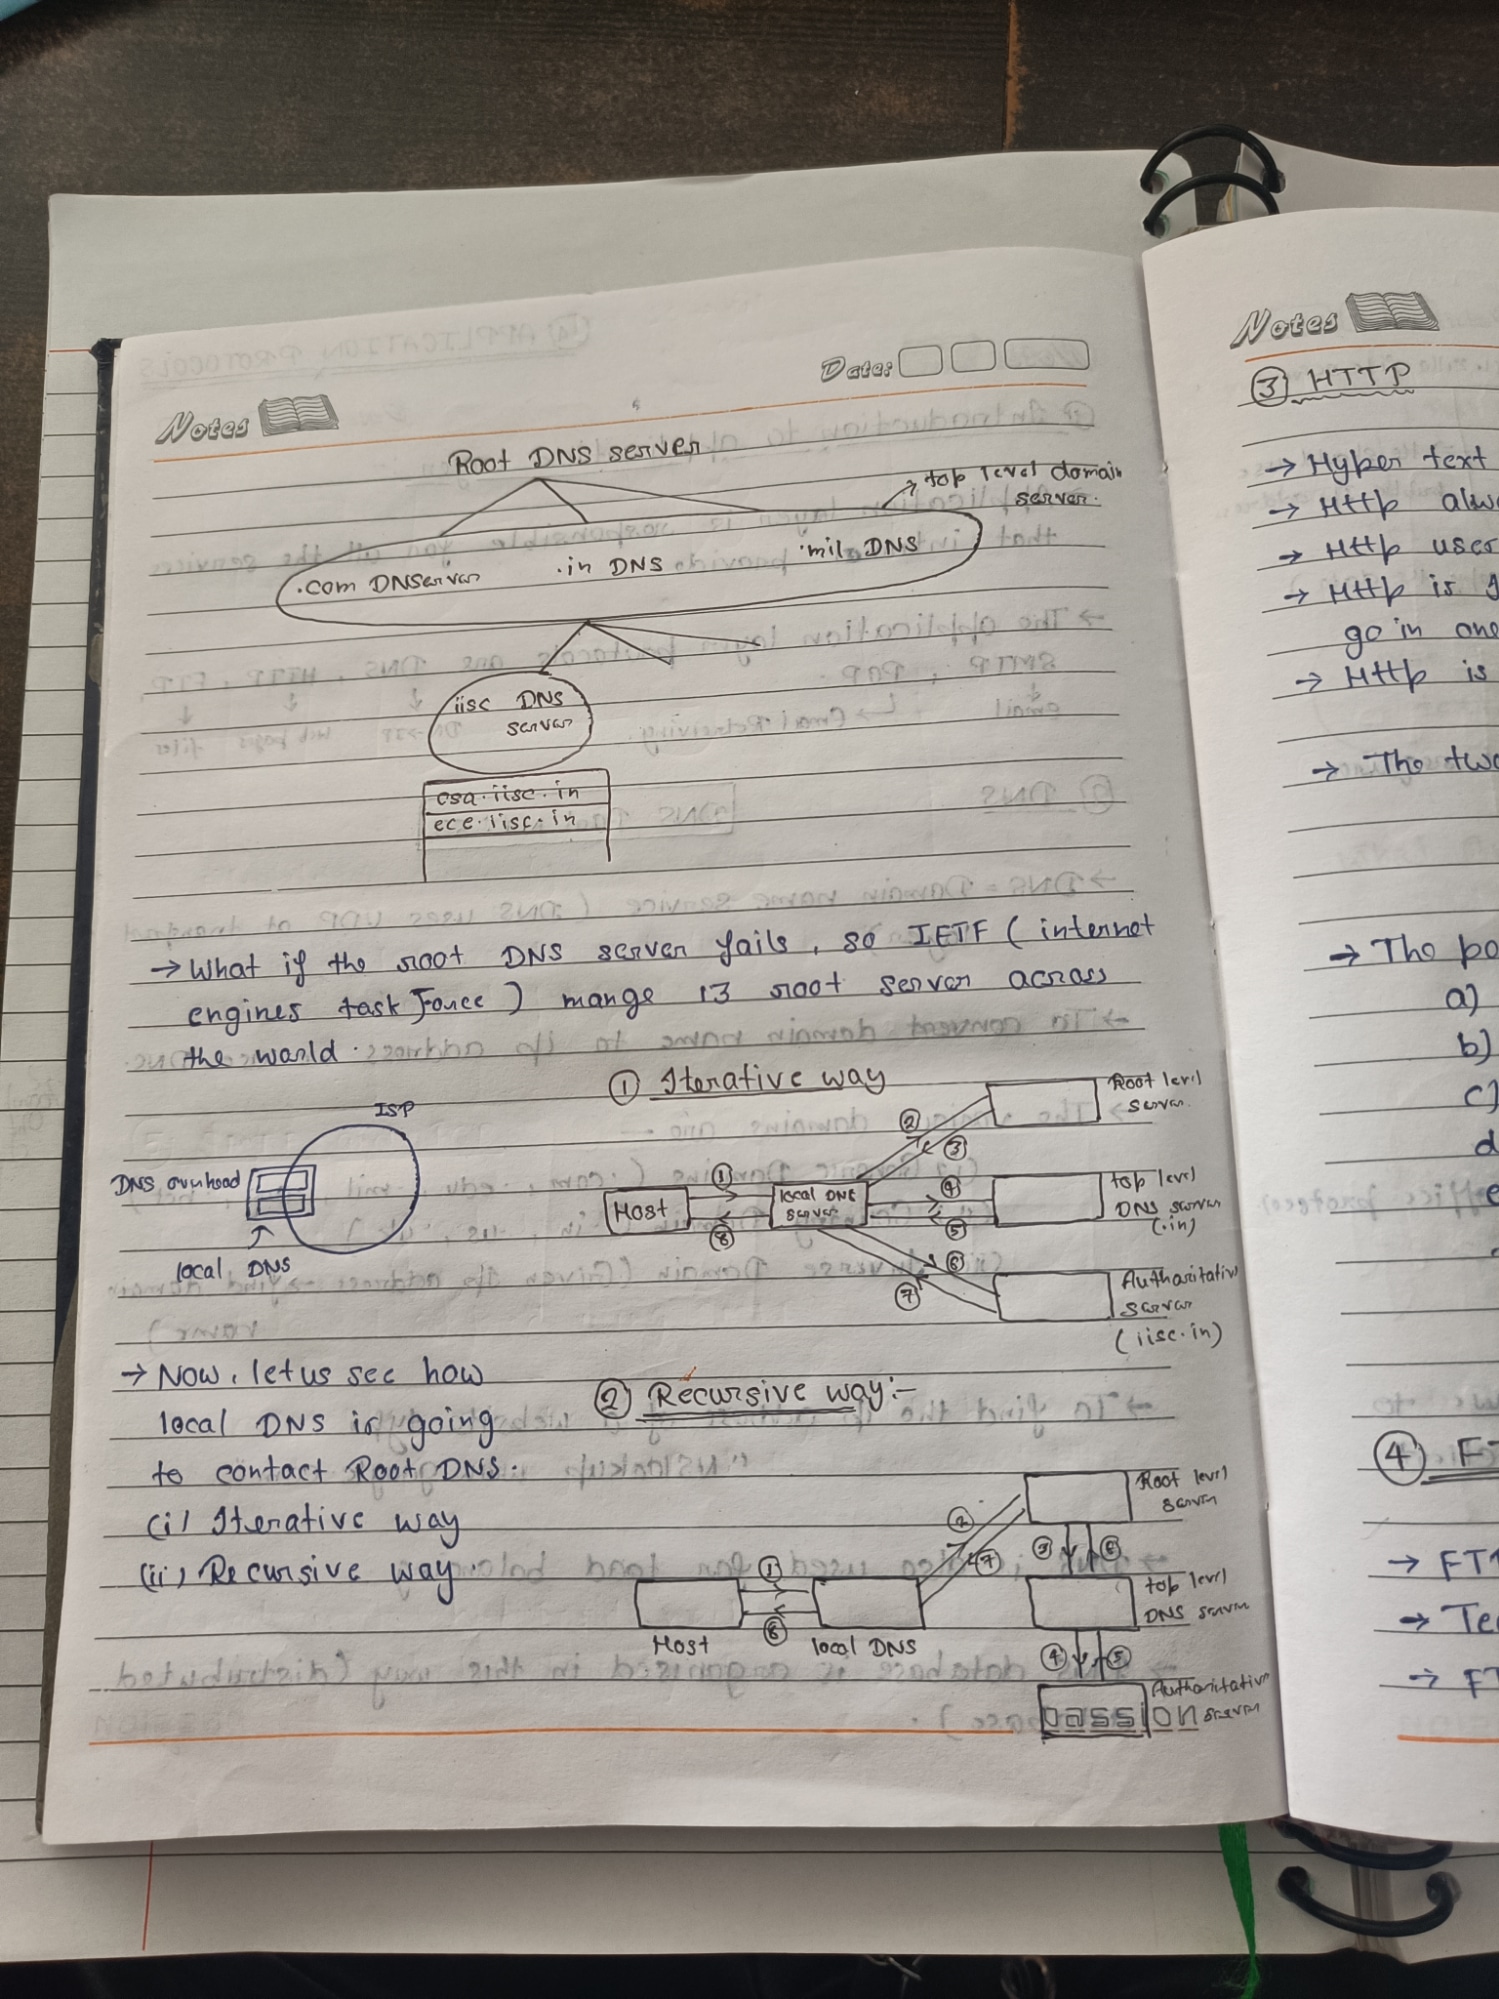 Notes
Date:
Root DNS server
top level domain
server.
.com DNServer .in DNS .mil DNS
iisc DNS
server
csa.iisc.in
ece.iisc.in
→ What if the root DNS server fails, so IETF ( internet
engines task Force ) mange 13 root server across
the world.
① Iterative way
ISP
DNS overhead
local DNS
Host
local DNS
server
Root level
server.
top level
DNS server
(.in)
Authoritative
server
(iisc.in)
① ② ③ ④ ⑤ ⑥ ⑦ ⑧
→ Now, let us see how
local DNS is going
to contact Root DNS.
(i) Iterative way
(ii) Recursive way.
② Recursive way:-
Root level
server
top level
DNS server
Host
local DNS
Authoritative
server
① ② ③ ④ ⑤ ⑥ ⑦ ⑧
passion
Notes
③ HTTP
→ Hyper text
→ Http
→ Http user
→ Http is
go in one
→ Http is
→ The two
→ The
a)
b)
c)
d
e
④
→
→
→